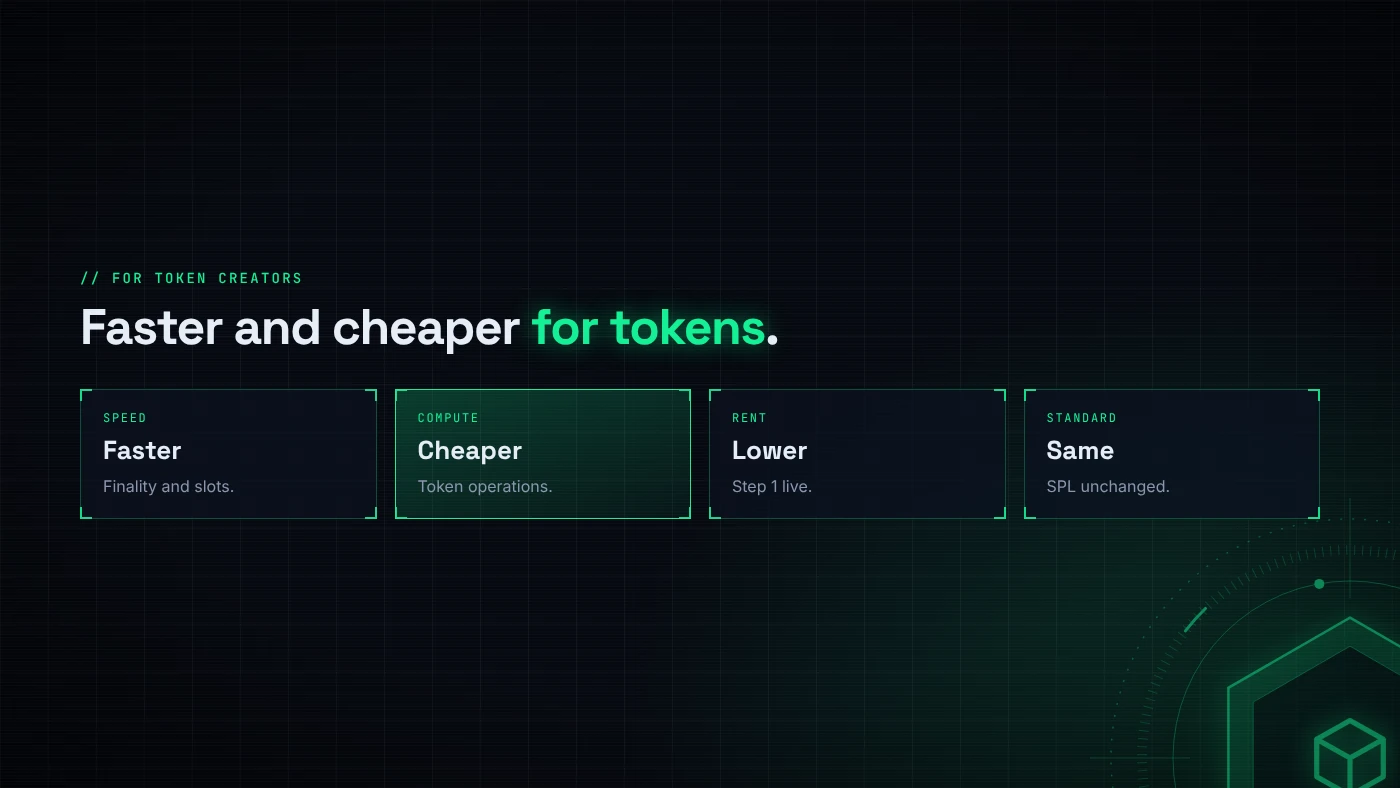 // FOR TOKEN CREATORS
Faster and cheaper for tokens.
SPEED
Faster
Finality and slots.
COMPUTE
Cheaper
Token operations.
RENT
Lower
Step 1 live.
STANDARD
Same
SPL unchanged.